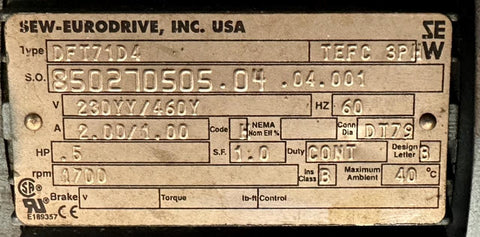 SEW-EURODRIVE, INC. USA
SEW
Type DFT71D4 TEFC 3PH
S.O. 850270505.04.04.001
V 230YY/460Y HZ 60
A 2.00/1.00 Code NEMA Nom Eff % Conn Dia DT79
HP .5 S.F. 1.0 Duty CONT Design Letter B
rpm 1700 Ins Class B Maximum Ambient 40 °C
Brake V Torque lb-ft Control
E189357 CE